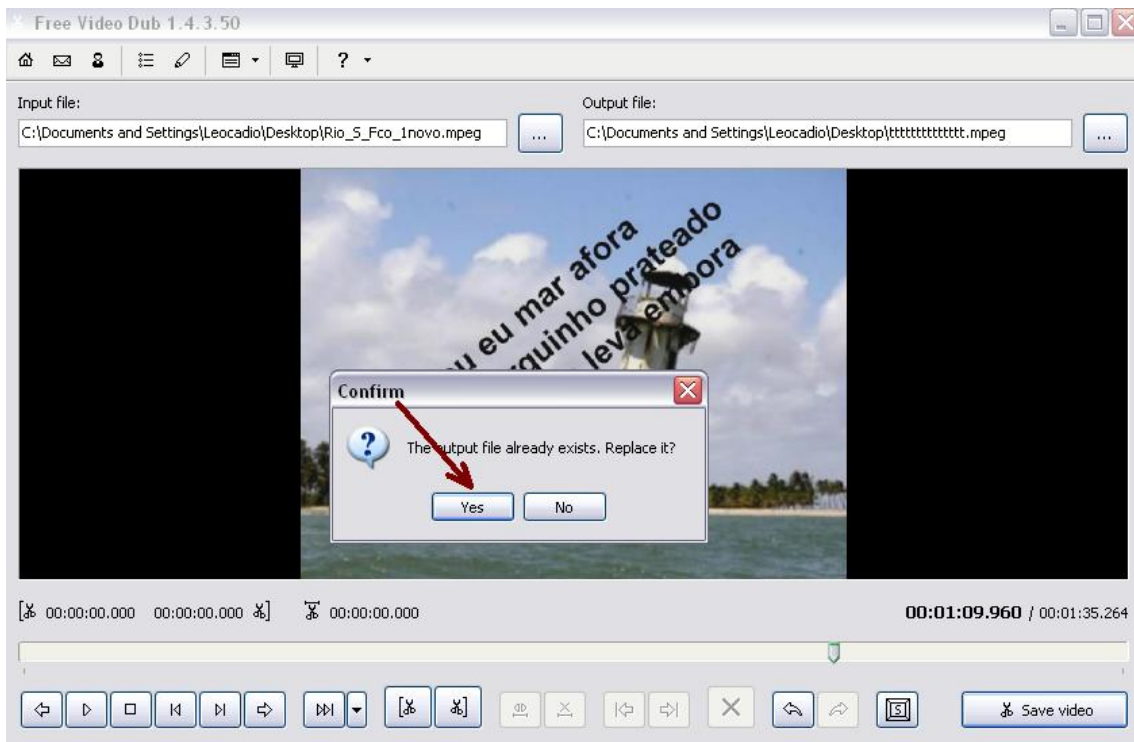 Free Video Dub 1.4.3.50
?
Input file:
Output file:
C:\Documents and Settings\Leocadio\Desktop\Rio_S_Fco_1novo.mpeg
...
C:\Documents and Settings\Leocadio\Desktop\tttttttttttttt.mpeg
...
eu mar afora
prateado
leva embora
Confirm
?
The output file already exists. Replace it?
Yes
No
00:00:00.000
00:00:00.000
00:00:00.000
00:01:09.960 / 00:01:35.264
S
Save video